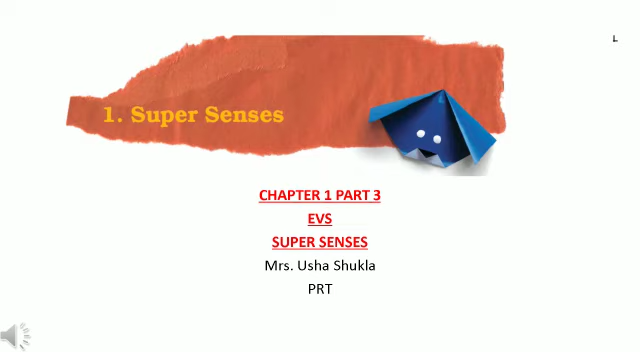 L
1. Super Senses
CHAPTER 1 PART 3
EVS
SUPER SENSES
Mrs. Usha Shukla
PRT